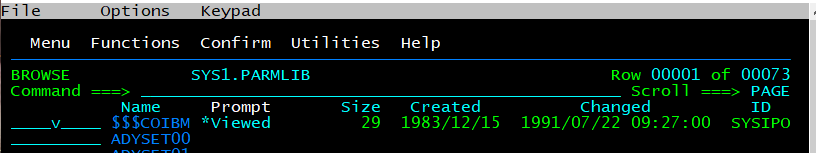 File Options Keypad
Menu Functions Confirm Utilities Help
BROWSE SYS1.PARMLIB Row 00001 of 00073
Command ===> Scroll ===> PAGE
Name Prompt Size Created Changed ID
____v____ $$$COIBM *Viewed 29 1983/12/15 1991/07/22 09:27:00 SYSIPO
_________ ADYSET00
ADYSET01